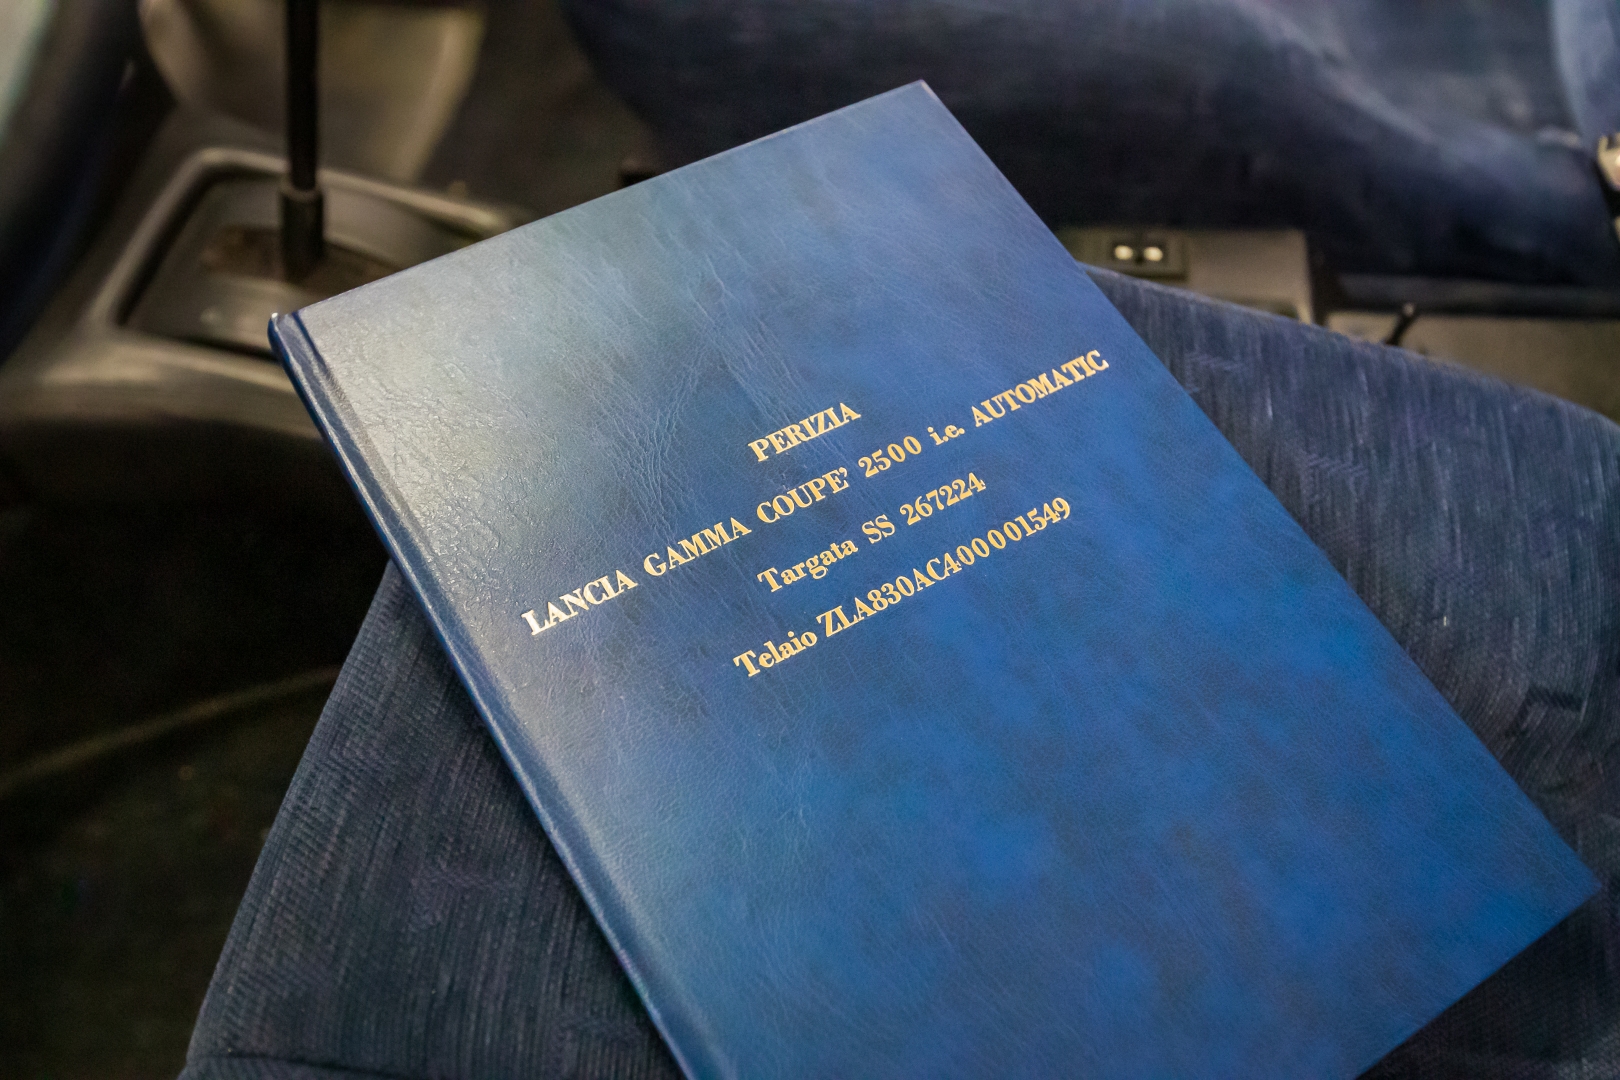 PERIZIA
LANCIA GAMMA COUPE' 2500 i.e. AUTOMATIC
Targata SS 267224
Telaio ZLA830AC400001549